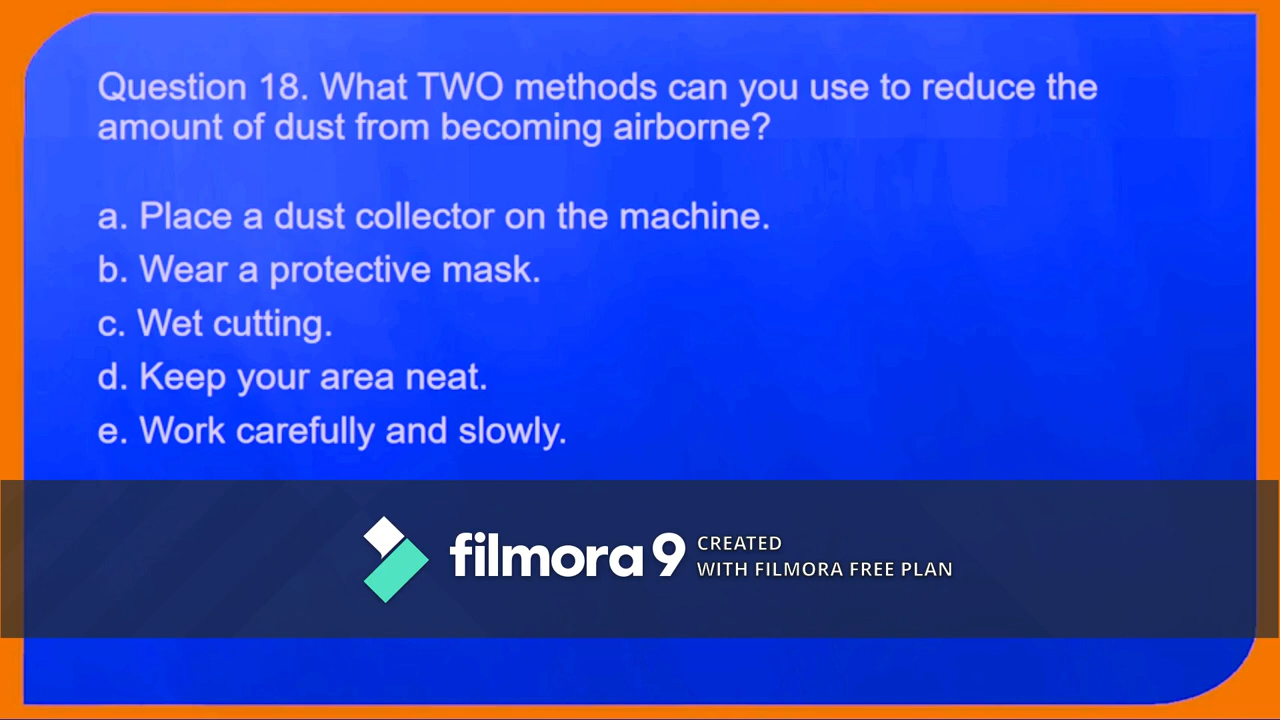 Question 18. What TWO methods can you use to reduce the
amount of dust from becoming airborne?
a. Place a dust collector on the machine.
b. Wear a protective mask.
c. Wet cutting.
d. Keep your area neat.
e. Work carefully and slowly.
filmora 9
CREATED
WITH FILMORA FREE PLAN